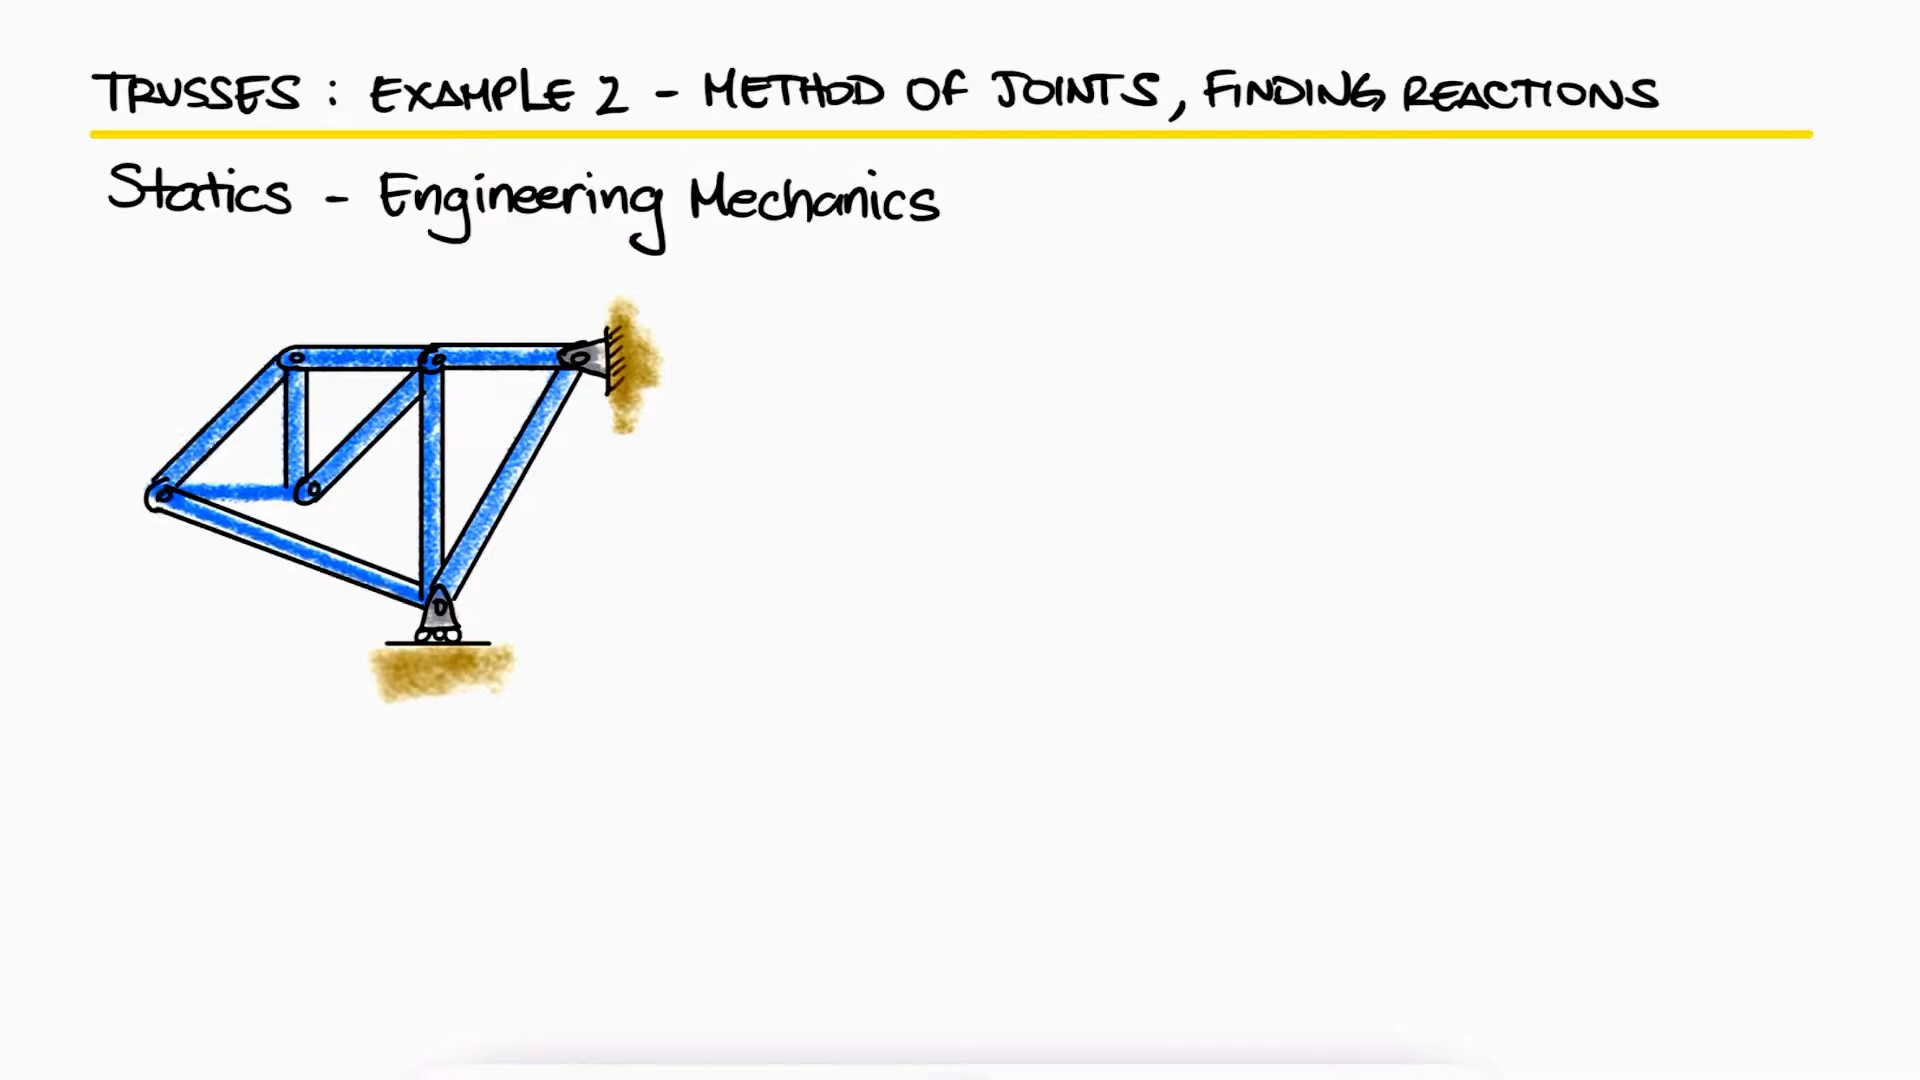 TRUSSES : EXAMPLE 2 - METHOD OF JOINTS, FINDING REACTIONS
Statics - Engineering Mechanics